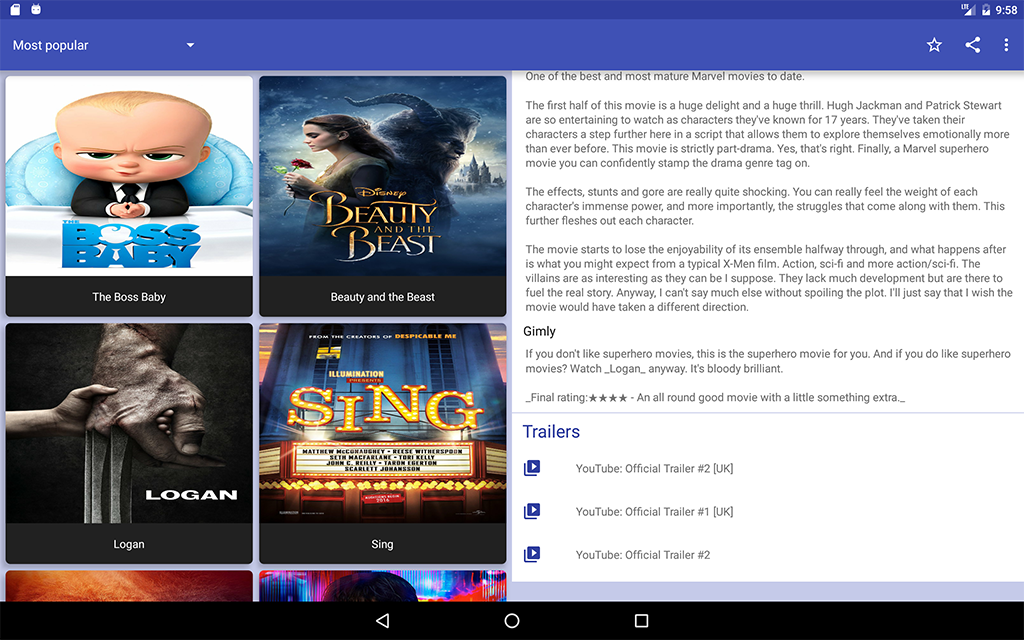 LTE 9:58
Most popular
THE
BOSS
BABY
The Boss Baby
Disney
BEAUTY
AND THE
BEAST
Beauty and the Beast
LOGAN
Logan
FROM THE CREATORS OF DESPICABLE ME
ILLUMINATION
PRESENTS
SING
MATTHEW McCONAUGHEY • REESE WITHERSPOON
SETH MACFARLANE • TORI KELLY
JOHN C. REILLY • TARON EGERTON
SCARLETT JOHANSSON
2016
Sing
One of the best and most mature Marvel movies to date.
The first half of this movie is a huge delight and a huge thrill. Hugh Jackman and Patrick Stewart
are so entertaining to watch as characters they've known for 17 years. They've taken their
characters a step further here in a script that allows them to explore themselves emotionally more
than ever before. This movie is strictly part-drama. Yes, that's right. Finally, a Marvel superhero
movie you can confidently stamp the drama genre tag on.
The effects, stunts and gore are really quite shocking. You can really feel the weight of each
character's immense power, and more importantly, the struggles that come along with them. This
further fleshes out each character.
The movie starts to lose the enjoyability of its ensemble halfway through, and what happens after
is what you might expect from a typical X-Men film. Action, sci-fi and more action/sci-fi. The
villains are as interesting as they can be I suppose. They lack much development but are there to
fuel the real story. Anyway, I can't say much else without spoiling the plot. I'll just say that I wish the
movie would have taken a different direction.
Gimly
If you don't like superhero movies, this is the superhero movie for you. And if you do like superhero
movies? Watch _Logan_ anyway. It's bloody brilliant.
_Final rating:★★★★ - An all round good movie with a little something extra._
Trailers
YouTube: Official Trailer #2 [UK]
YouTube: Official Trailer #1 [UK]
YouTube: Official Trailer #2